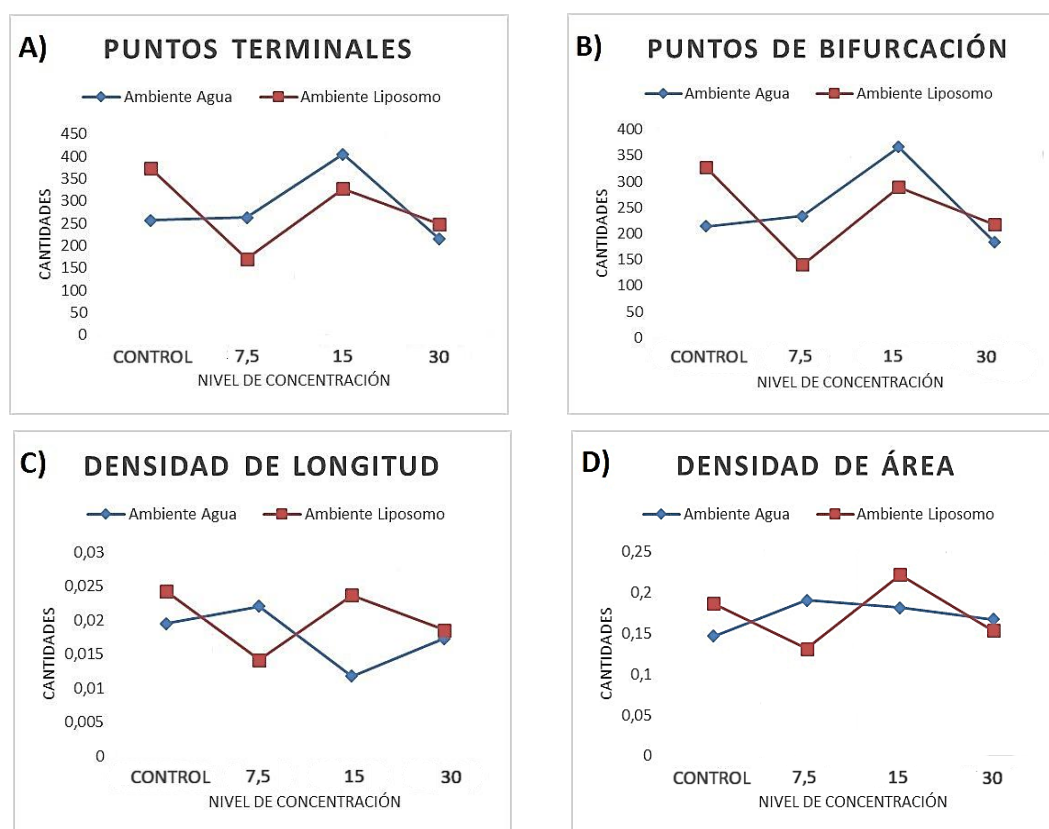 A) PUNTOS TERMINALES
Ambiente Agua Ambiente Liposomo
CANTIDADES
450
400
350
300
250
200
150
100
50
0
CONTROL 7,5 15 30
NIVEL DE CONCENTRACIÓN
B) PUNTOS DE BIFURCACIÓN
Ambiente Agua Ambiente Liposomo
CANTIDADES
400
350
300
250
200
150
100
50
0
CONTROL 7,5 15 30
NIVEL DE CONCENTRACIÓN
C) DENSIDAD DE LONGITUD
Ambiente Agua Ambiente Liposomo
CANTIDADES
0,03
0,025
0,02
0,015
0,01
0,005
0
CONTROL 7,5 15 30
NIVEL DE CONCENTRACIÓN
D) DENSIDAD DE ÁREA
Ambiente Agua Ambiente Liposomo
CANTIDADES
0,25
0,2
0,15
0,1
0,05
0
CONTROL 7,5 15 30
NIVEL DE CONCENTRACIÓN